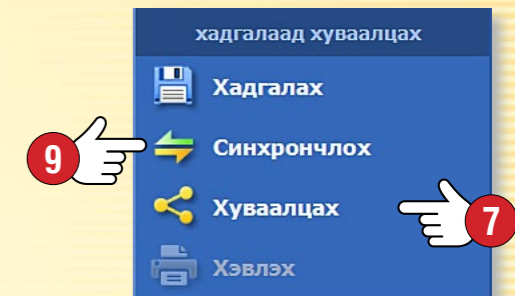 хадгалаад хуваалцах
Хадгалах
9 Синхрончлох
Хуваалцах 7
Хэвлэх